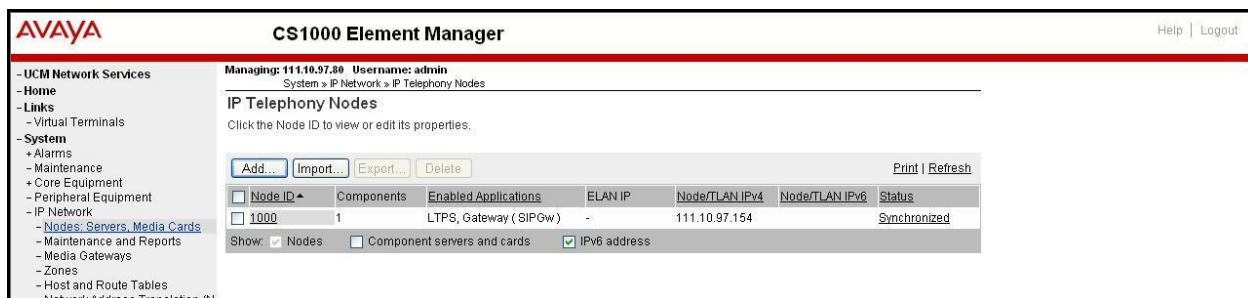 AVAYA
CS1000 Element Manager
Help | Logout
- UCM Network Services
- Home
- Links
- Virtual Terminals
- System
+ Alarms
- Maintenance
+ Core Equipment
- Peripheral Equipment
- IP Network
- Nodes: Servers, Media Cards
- Maintenance and Reports
- Media Gateways
- Zones
- Host and Route Tables
- Network Address Translation (N
Managing: 111.10.97.80 Username: admin
System » IP Network » IP Telephony Nodes
IP Telephony Nodes
Click the Node ID to view or edit its properties.
Add... Import... Export... Delete Print | Refresh
Node ID Components Enabled Applications ELAN IP Node/TLAN IPv4 Node/TLAN IPv6 Status
1000 1 LTPS, Gateway ( SIPGw ) - 111.10.97.154 Synchronized
Show: Nodes Component servers and cards IPv6 address